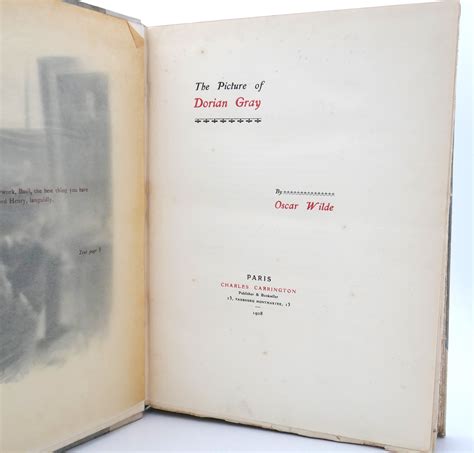 work, Basil, the best thing you have
ord Henry, languidly.
Text page 8
The Picture of
Dorian Gray
By
Oscar Wilde
PARIS
CHARLES CARRINGTON
Publisher & Bookseller
13, FAUBOURG MONTMARTRE, 13
1908